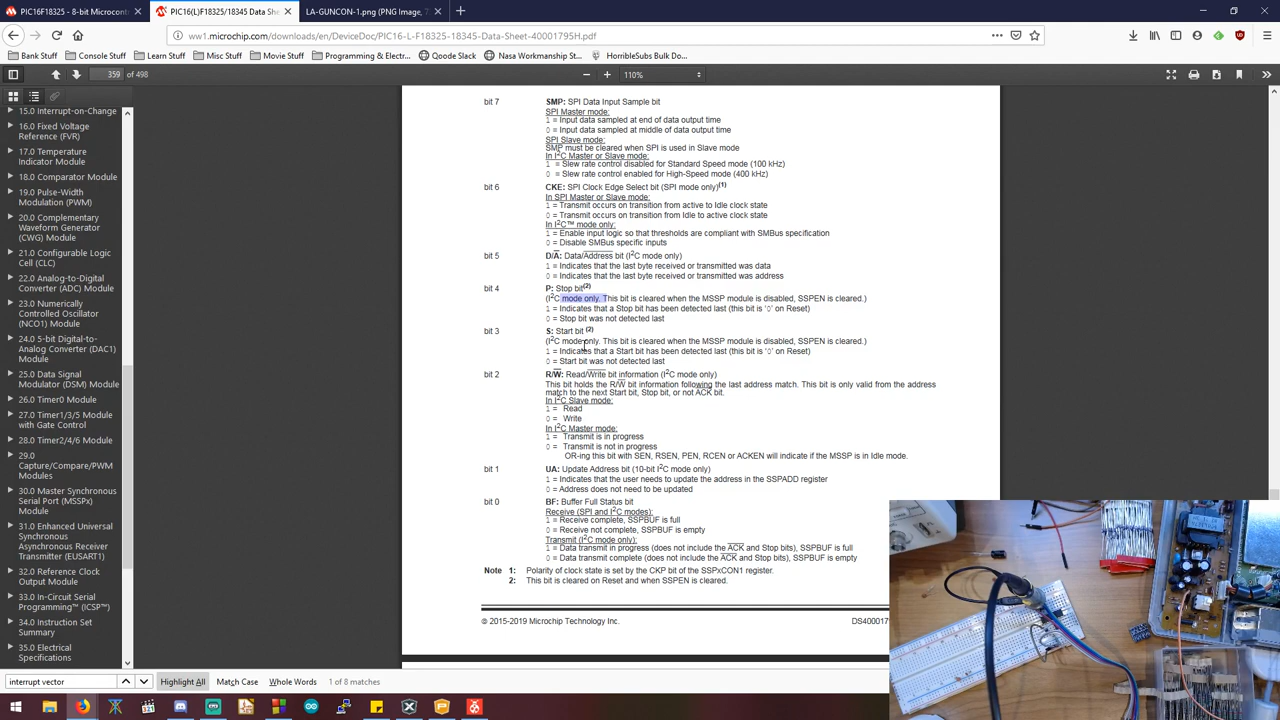 PIC16F18325 - 8-bit Microcont
PIC16(L)F18325/18345 Data She
LA-GUNCON-1.png (PNG Image, 7
ww1.microchip.com/downloads/en/DeviceDoc/PIC16-L-F18325-18345-Data-Sheet-40001795H.pdf
Bank Stuff
Console Stuff
Learn Stuff
Misc Stuff
Movie Stuff
Programming & Electr...
Qode Slack
Nasa Workmanship St...
HorribleSubs Bulk Do...
359 of 498
110%
15.0 Interrupt-on-Change
16.0 Fixed Voltage
Reference (FVR)
17.0 Temperature
Indicator Module
18.0 Comparator Module
19.0 Pulse-Width
Modulation (PWM)
20.0 Complementary
Waveform Generator
(CWG) Module
21.0 Configurable Logic
Cell (CLC)
22.0 Analog-to-Digital
Converter (ADC) Module
23.0 Numerically
Controlled Oscillator
(NCO1) Module
24.0 5-bit Digital-to-
Analog Converter (DAC1)
Module
25.0 Data Signal
Modulator (DSM) Module
26.0 Timer0 Module
27.0 Timer1/3/5 Module
with Gate Control
28.0 Timer2/4/6 Module
29.0
Capture/Compare/PWM
Modules
30.0 Master Synchronous
Serial Port (MSSPx)
Module
31.0 Enhanced Universal
Synchronous
Asynchronous Receiver
Transmitter (EUSART1)
32.0 Reference Clock
Output Module
33.0 In-Circuit Serial
Programming™ (ICSP™)
34.0 Instruction Set
Summary
35.0 Electrical
Specifications
bit 7 SMP: SPI Data Input Sample bit
SPI Master mode:
1 = Input data sampled at end of data output time
0 = Input data sampled at middle of data output time
SPI Slave mode:
SMP must be cleared when SPI is used in Slave mode
In I²C Master or Slave mode:
1 = Slew rate control disabled for Standard Speed mode (100 kHz)
0 = Slew rate control enabled for High-Speed mode (400 kHz)
bit 6 CKE: SPI Clock Edge Select bit (SPI mode only)(1)
In SPI Master or Slave mode:
1 = Transmit occurs on transition from active to Idle clock state
0 = Transmit occurs on transition from Idle to active clock state
In I²C™ mode only:
1 = Enable input logic so that thresholds are compliant with SMBus specification
0 = Disable SMBus specific inputs
bit 5 D/A̅: Data/Address bit (I²C mode only)
1 = Indicates that the last byte received or transmitted was data
0 = Indicates that the last byte received or transmitted was address
bit 4 P: Stop bit(2)
(I²C mode only. This bit is cleared when the MSSP module is disabled, SSPEN is cleared.)
1 = Indicates that a Stop bit has been detected last (this bit is '0' on Reset)
0 = Stop bit was not detected last
bit 3 S: Start bit (2)
(I²C mode only. This bit is cleared when the MSSP module is disabled, SSPEN is cleared.)
1 = Indicates that a Start bit has been detected last (this bit is '0' on Reset)
0 = Start bit was not detected last
bit 2 R/W̅: Read/Write bit information (I²C mode only)
This bit holds the R/W̅ bit information following the last address match. This bit is only valid from the address
match to the next Start bit, Stop bit, or not ACK bit.
In I²C Slave mode:
1 = Read
0 = Write
In I²C Master mode:
1 = Transmit is in progress
0 = Transmit is not in progress
OR-ing this bit with SEN, RSEN, PEN, RCEN or ACKEN will indicate if the MSSP is in Idle mode.
bit 1 UA: Update Address bit (10-bit I²C mode only)
1 = Indicates that the user needs to update the address in the SSPADD register
0 = Address does not need to be updated
bit 0 BF: Buffer Full Status bit
Receive (SPI and I²C modes):
1 = Receive complete, SSPBUF is full
0 = Receive not complete, SSPBUF is empty
Transmit (I²C mode only):
1 = Data transmit in progress (does not include the ACK and Stop bits), SSPBUF is full
0 = Data transmit complete (does not include the ACK and Stop bits), SSPBUF is empty
Note 1: Polarity of clock state is set by the CKP bit of the SSPxCON1 register.
2: This bit is cleared on Reset and when SSPEN is cleared.
© 2015-2019 Microchip Technology Inc.
DS400017
interrupt vector
Highlight All
Match Case
Whole Words
1 of 8 matches